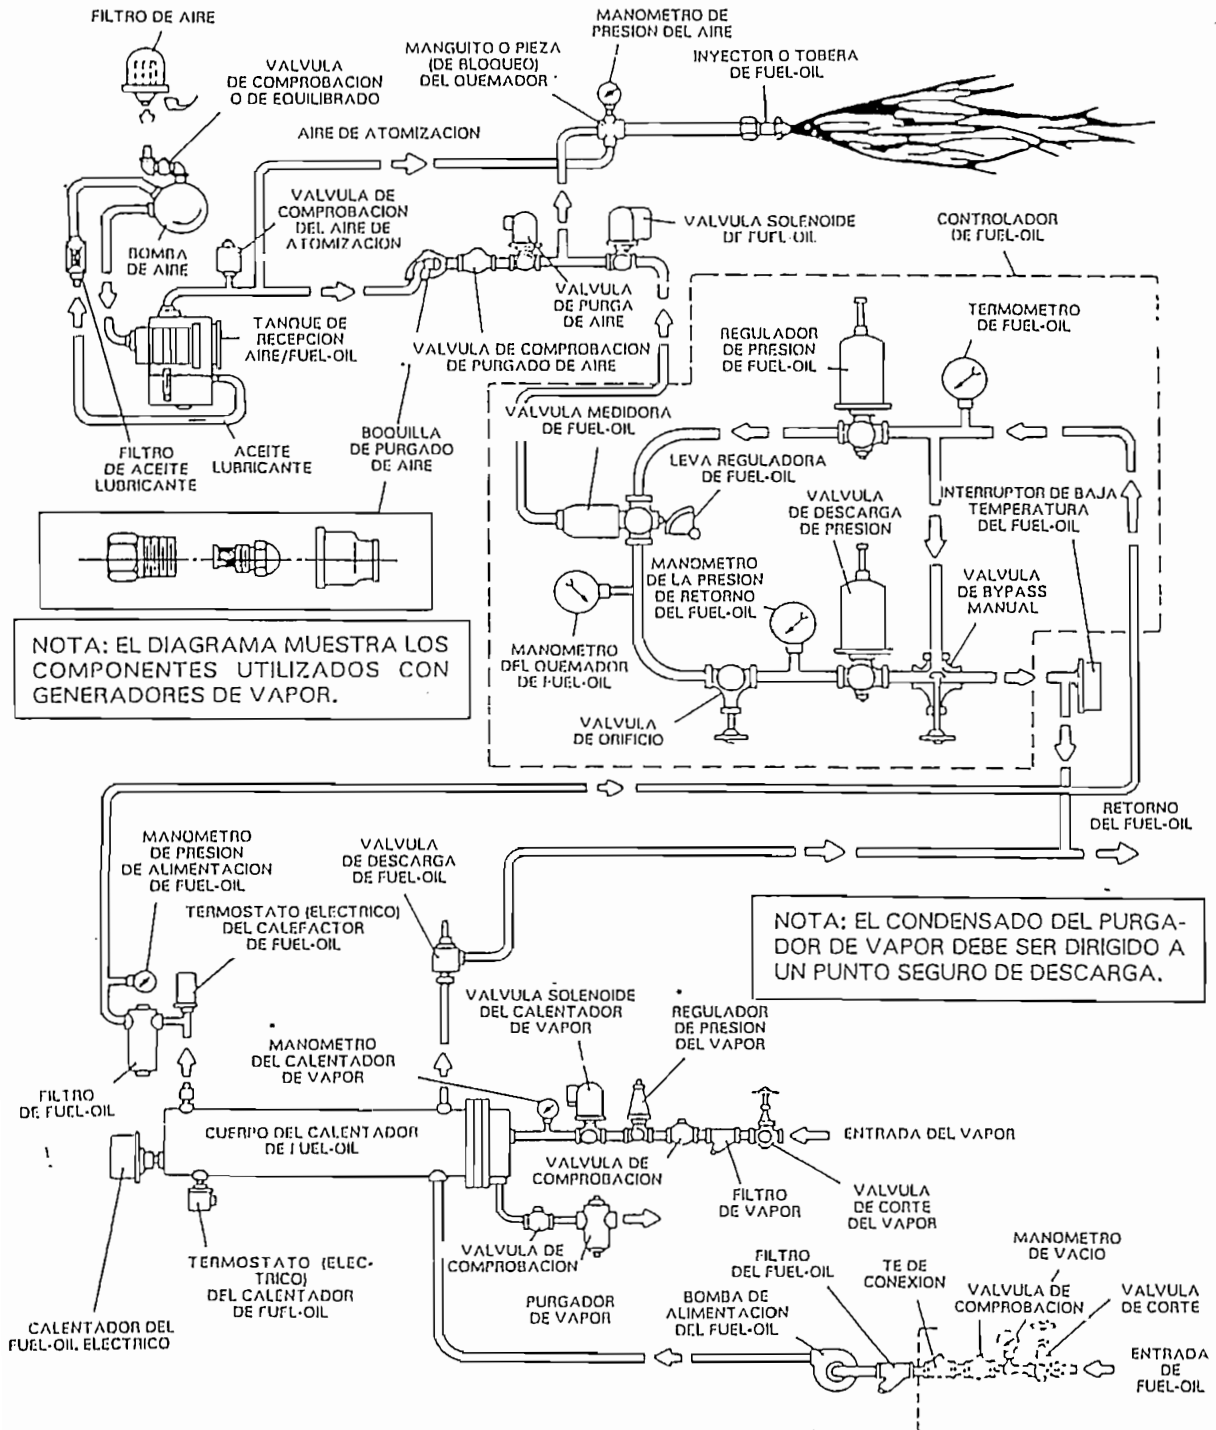 FILTRO DE AIRE
MANOMETRO DE
PRESION DEL AIRE
MANGUITO O PIEZA
(DE BLOQUEO)
DEL QUEMADOR
INYECTOR O TOBERA
DE FUEL-OIL
VALVULA
DE COMPROBACION
O DE EQUILIBRADO
AIRE DE ATOMIZACION
VALVULA DE
COMPROBACION
DEL AIRE DE
ATOMIZACION
VALVULA SOLENOIDE
DE FUEL-OIL
CONTROLADOR
DE FUEL-OIL
BOMBA
DE AIRE
VALVULA
DE PURGA
DE AIRE
TANQUE DE
RECEPCION
AIRE/FUEL-OIL
VALVULA DE COMPROBACION
DE PURGADO DE AIRE
REGULADOR
DE PRESION
DE FUEL-OIL
TERMOMETRO
DE FUEL-OIL
VALVULA MEDIDORA
DE FUEL-OIL
BOQUILLA
DE PURGADO
DE AIRE
FILTRO
DE ACEITE
LUBRICANTE
ACEITE
LUBRICANTE
LEVA REGULADORA
DE FUEL-OIL
VALVULA
DE DESCARGA
DE PRESION
INTERRUPTOR DE BAJA
TEMPERATURA
DEL FUEL-OIL
MANOMETRO
DE LA PRESION
DE RETORNO
DEL FUEL-OIL
VALVULA
DE BYPASS
MANUAL
MANOMETRO
DEL QUEMADOR
DE FUEL-OIL
VALVULA
DE ORIFICIO
NOTA: EL DIAGRAMA MUESTRA LOS
COMPONENTES UTILIZADOS CON
GENERADORES DE VAPOR.
RETORNO
DEL FUEL-OIL
MANOMETRO
DE PRESION
DE ALIMENTACION
DE FUEL-OIL
VALVULA
DE DESCARGA
DE FUEL-OIL
TERMOSTATO (ELECTRICO)
DEL CALEFACTOR
DE FUEL-OIL
NOTA: EL CONDENSADO DEL PURGA-
DOR DE VAPOR DEBE SER DIRIGIDO A
UN PUNTO SEGURO DE DESCARGA.
VALVULA SOLENOIDE
DEL CALENTADOR
DE VAPOR
REGULADOR
DE PRESION
DEL VAPOR
MANOMETRO
DEL CALENTADOR
DE VAPOR
FILTRO
DE FUEL-OIL
CUERPO DEL CALENTADOR
DE FUEL-OIL
ENTRADA DEL VAPOR
VALVULA DE
COMPROBACION
FILTRO
DE VAPOR
VALVULA
DE CORTE
DEL VAPOR
TERMOSTATO (ELEC-
TRICO)
DEL CALENTADOR
DE FUEL-OIL
VALVULA DE
COMPROBACION
PURGADOR
DE VAPOR
FILTRO
DEL FUEL-OIL
TE DE
CONEXION
MANOMETRO
DE VACIO
BOMBA DE
ALIMENTACION
DEL FUEL-OIL
VALVULA DE
COMPROBACION
VALVULA
DE CORTE
CALENTADOR DEL
FUEL-OIL ELECTRICO
ENTRADA
DE
FUEL-OIL